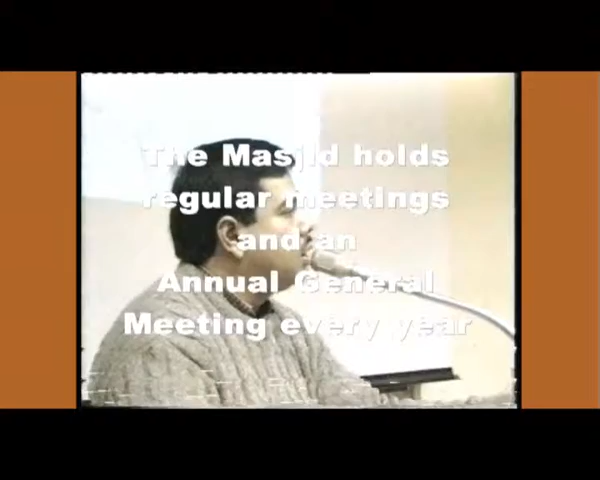 The Masjid holds
regular meetings
and an
Annual General
Meeting every year